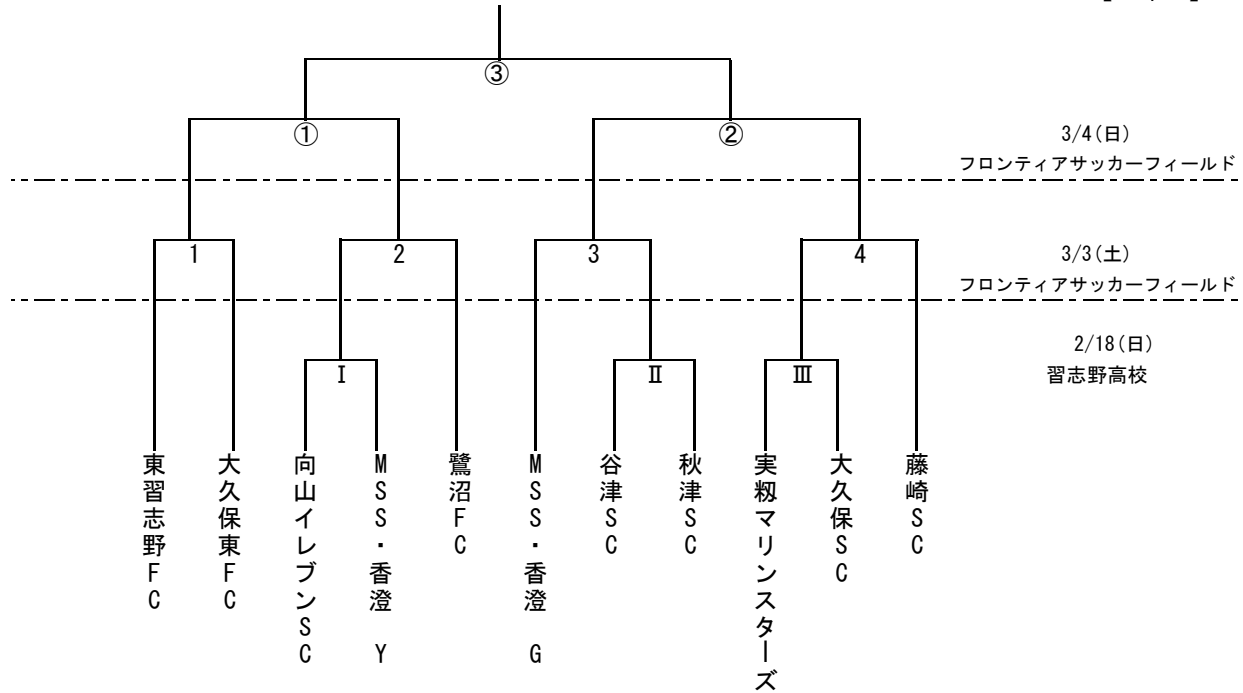 ③
①
②
3/4(日)
フロンティアサッカーフィールド
1
2
3
4
3/3(土)
フロンティアサッカーフィールド
2/18(日)
習志野高校
Ⅰ
Ⅱ
Ⅲ
東習志野FC
大久保東FC
向山イレブンSC
MSS・香澄 Y
鷺沼FC
MSS・香澄 G
谷津SC
秋津SC
実籾マリンスターズ
大久保SC
藤崎SC